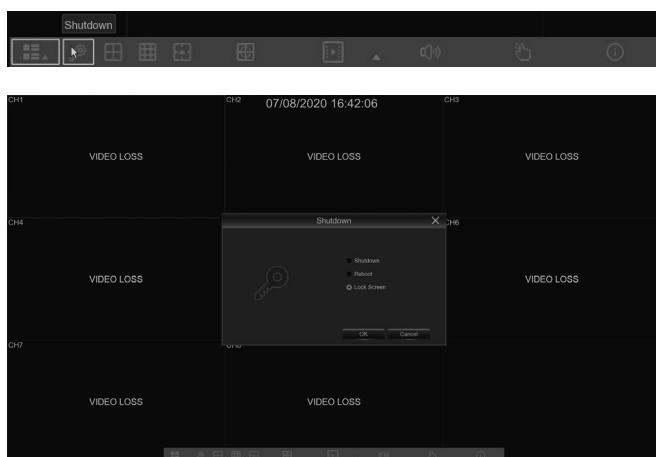 Shutdown
CH1
CH2
07/08/2020 16:42:06
CH3
VIDEO LOSS
VIDEO LOSS
VIDEO LOSS
Shutdown
CH4
CH6
Shutdown
Reboot
VIDEO LOSS
Lock Screen
VIDEO LOSS
OK
Cancel
CH7
VIDEO LOSS
VIDEO LOSS